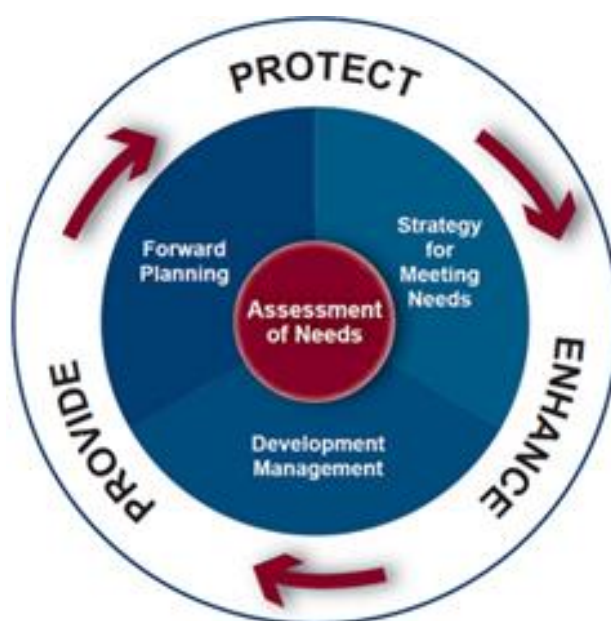 PROTECT
Strategy
for
Meeting
Needs
Forward
Planning
Assessment
of Needs
ENHANCE
PROVIDE
Development
Management